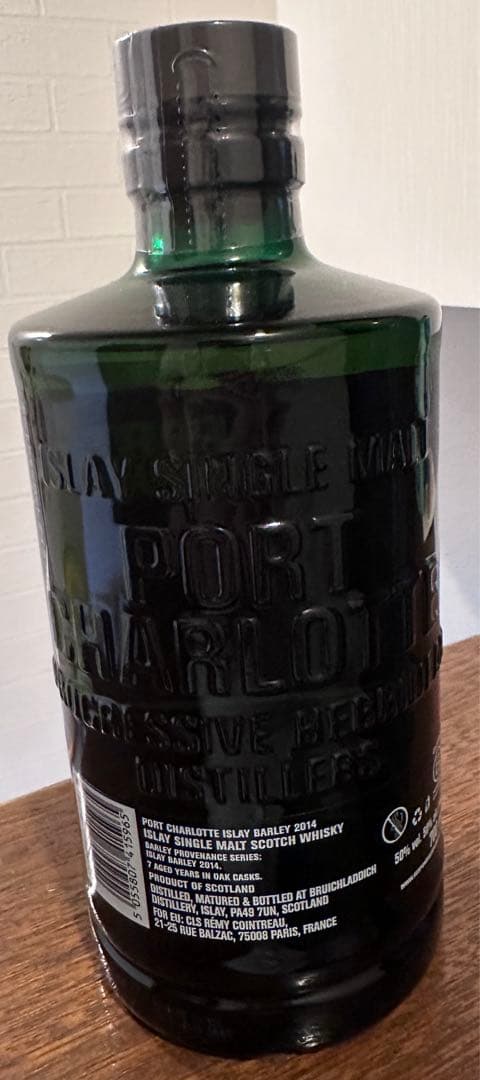 ISLAY SINGLE MALT
PORT
CHARLOTTE
PROGRESSIVE HEBRIDEAN
DISTILLERS
PORT CHARLOTTE ISLAY BARLEY 2014
ISLAY SINGLE MALT SCOTCH WHISKY
BARLEY PROVENANCE SERIES:
ISLAY BARLEY 2014.
7 AGED YEARS IN OAK CASKS.
PRODUCT OF SCOTLAND
DISTILLED, MATURED & BOTTLED AT BRUICHLADDICH
DISTILLERY, ISLAY, PA49 7UN, SCOTLAND
FOR EU: CLS RÉMY COINTREAU,
21-25 RUE BALZAC, 75008 PARIS, FRANCE
5 055807 415965
50% vol